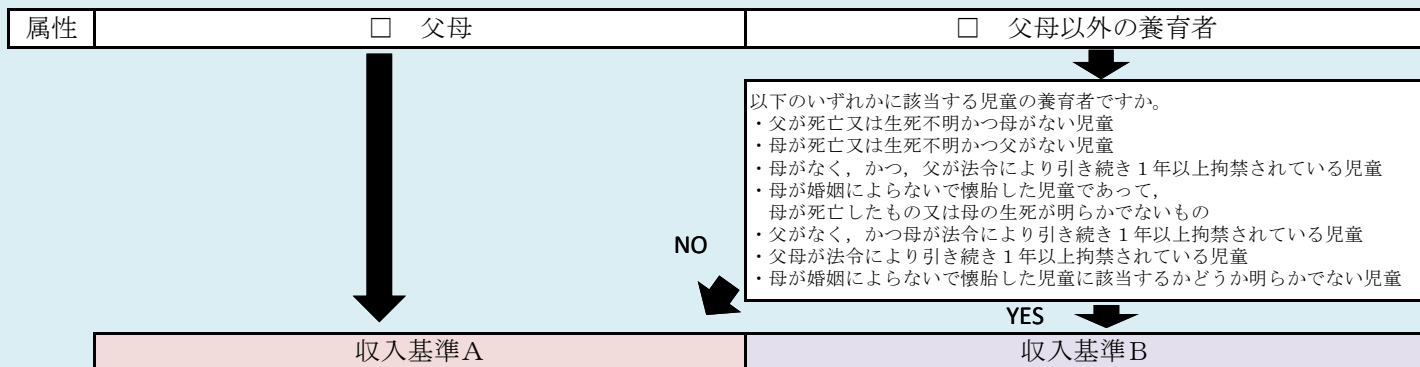 属性
□ 父母
□ 父母以外の養育者
以下のいずれかに該当する児童の養育者ですか。
・父が死亡又は生死不明かつ母がない児童
・母が死亡又は生死不明かつ父がない児童
・母がなく，かつ，父が法令により引き続き１年以上拘禁されている児童
・母が婚姻によらないで懐胎した児童であって，
母が死亡したもの又は母の生死が明らかでないもの
・父がなく，かつ母が法令により引き続き１年以上拘禁されている児童
・父母が法令により引き続き１年以上拘禁されている児童
・母が婚姻によらないで懐胎した児童に該当するかどうか明らかでない児童
NO
YES
収入基準Ａ
収入基準Ｂ